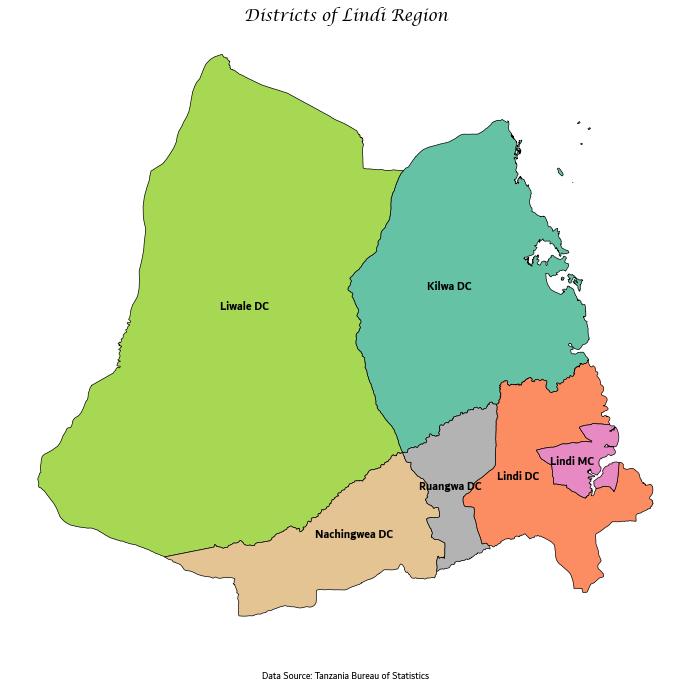 Districts of Lindi Region
Kilwa DC
Liwale DC
Lindi MC
Lindi DC
Ruangwa DC
Nachingwea DC
Data Source: Tanzania Bureau of Statistics